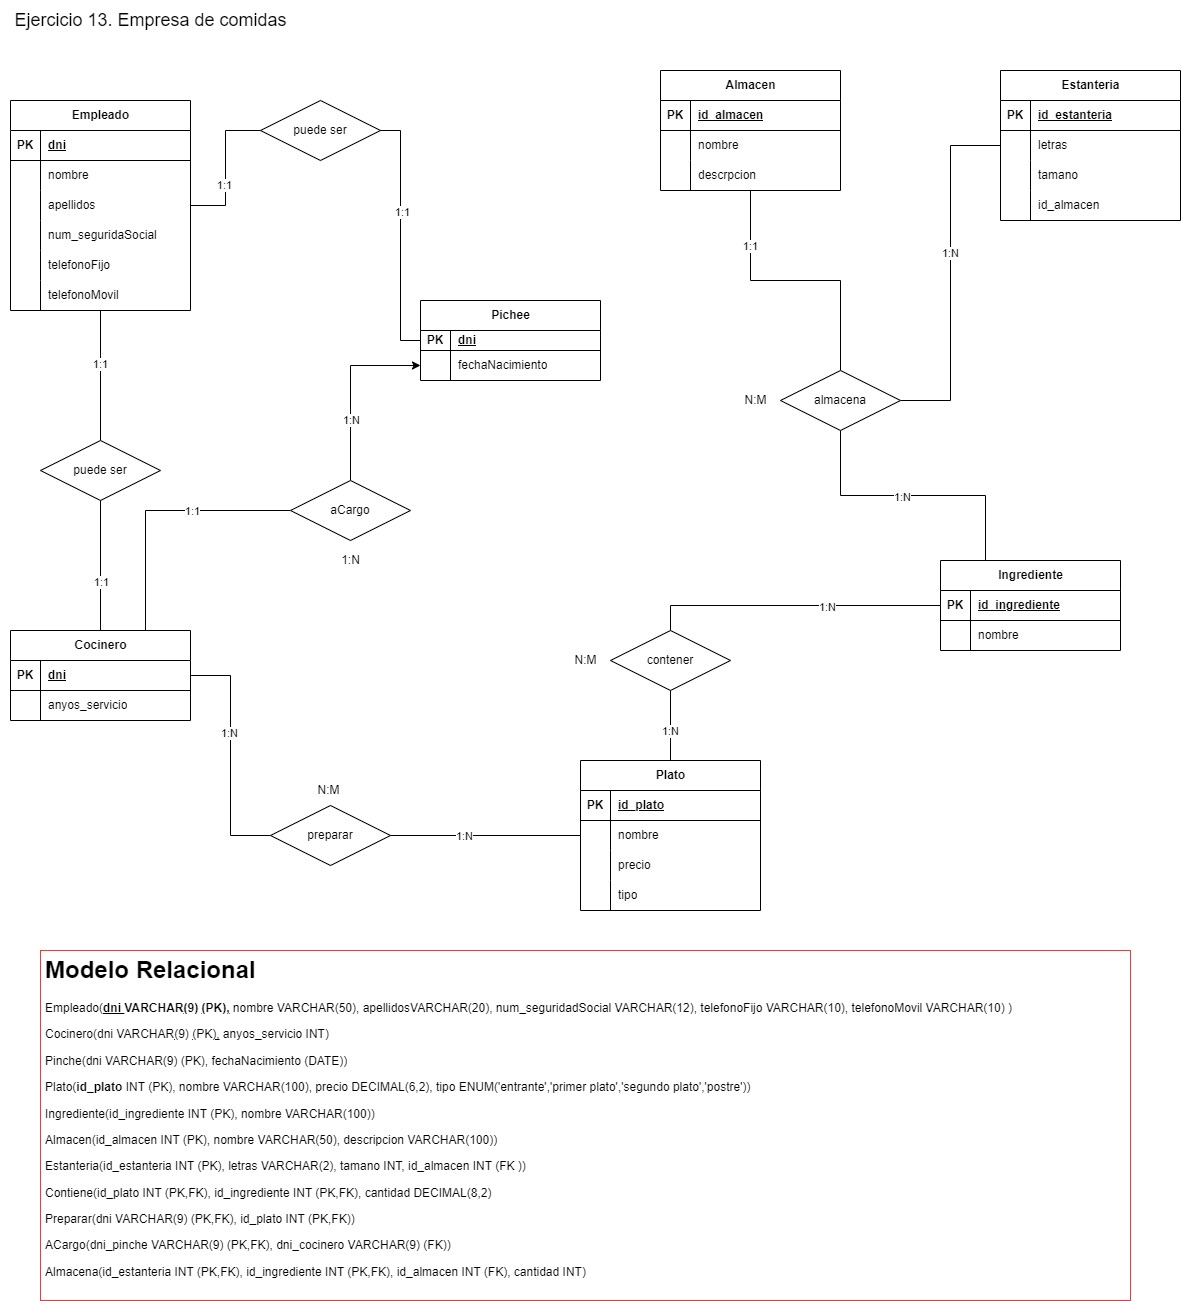 Ejercicio 13. Empresa de comidas
Empleado
PK dni
nombre
apellidos
num_seguridaSocial
telefonoFijo
telefonoMovil
puede ser
1:1
1:1
Almacen
PK id_almacen
nombre
descrpcion
Estanteria
PK id_estanteria
letras
tamano
id_almacen
1:1
1:N
Pichee
PK dni
fechaNacimiento
1:1
1:N
N:M
almacena
puede ser
1:1
aCargo
1:N
1:N
1:1
Cocinero
PK dni
anyos_servicio
Ingrediente
PK id_ingrediente
nombre
1:N
N:M
contener
1:N
1:N
N:M
preparar
1:N
Plato
PK id_plato
nombre
precio
tipo
Modelo Relacional
Empleado(dni VARCHAR(9) (PK), nombre VARCHAR(50), apellidosVARCHAR(20), num_seguridadSocial VARCHAR(12), telefonoFijo VARCHAR(10), telefonoMovil VARCHAR(10) )
Cocinero(dni VARCHAR(9) (PK), anyos_servicio INT)
Pinche(dni VARCHAR(9) (PK), fechaNacimiento (DATE))
Plato(id_plato INT (PK), nombre VARCHAR(100), precio DECIMAL(6,2), tipo ENUM('entrante','primer plato','segundo plato','postre'))
Ingrediente(id_ingrediente INT (PK), nombre VARCHAR(100))
Almacen(id_almacen INT (PK), nombre VARCHAR(50), descripcion VARCHAR(100))
Estanteria(id_estanteria INT (PK), letras VARCHAR(2), tamano INT, id_almacen INT (FK ))
Contiene(id_plato INT (PK,FK), id_ingrediente INT (PK,FK), cantidad DECIMAL(8,2)
Preparar(dni VARCHAR(9) (PK,FK), id_plato INT (PK,FK))
ACargo(dni_pinche VARCHAR(9) (PK,FK), dni_cocinero VARCHAR(9) (FK))
Almacena(id_estanteria INT (PK,FK), id_ingrediente INT (PK,FK), id_almacen INT (FK), cantidad INT)